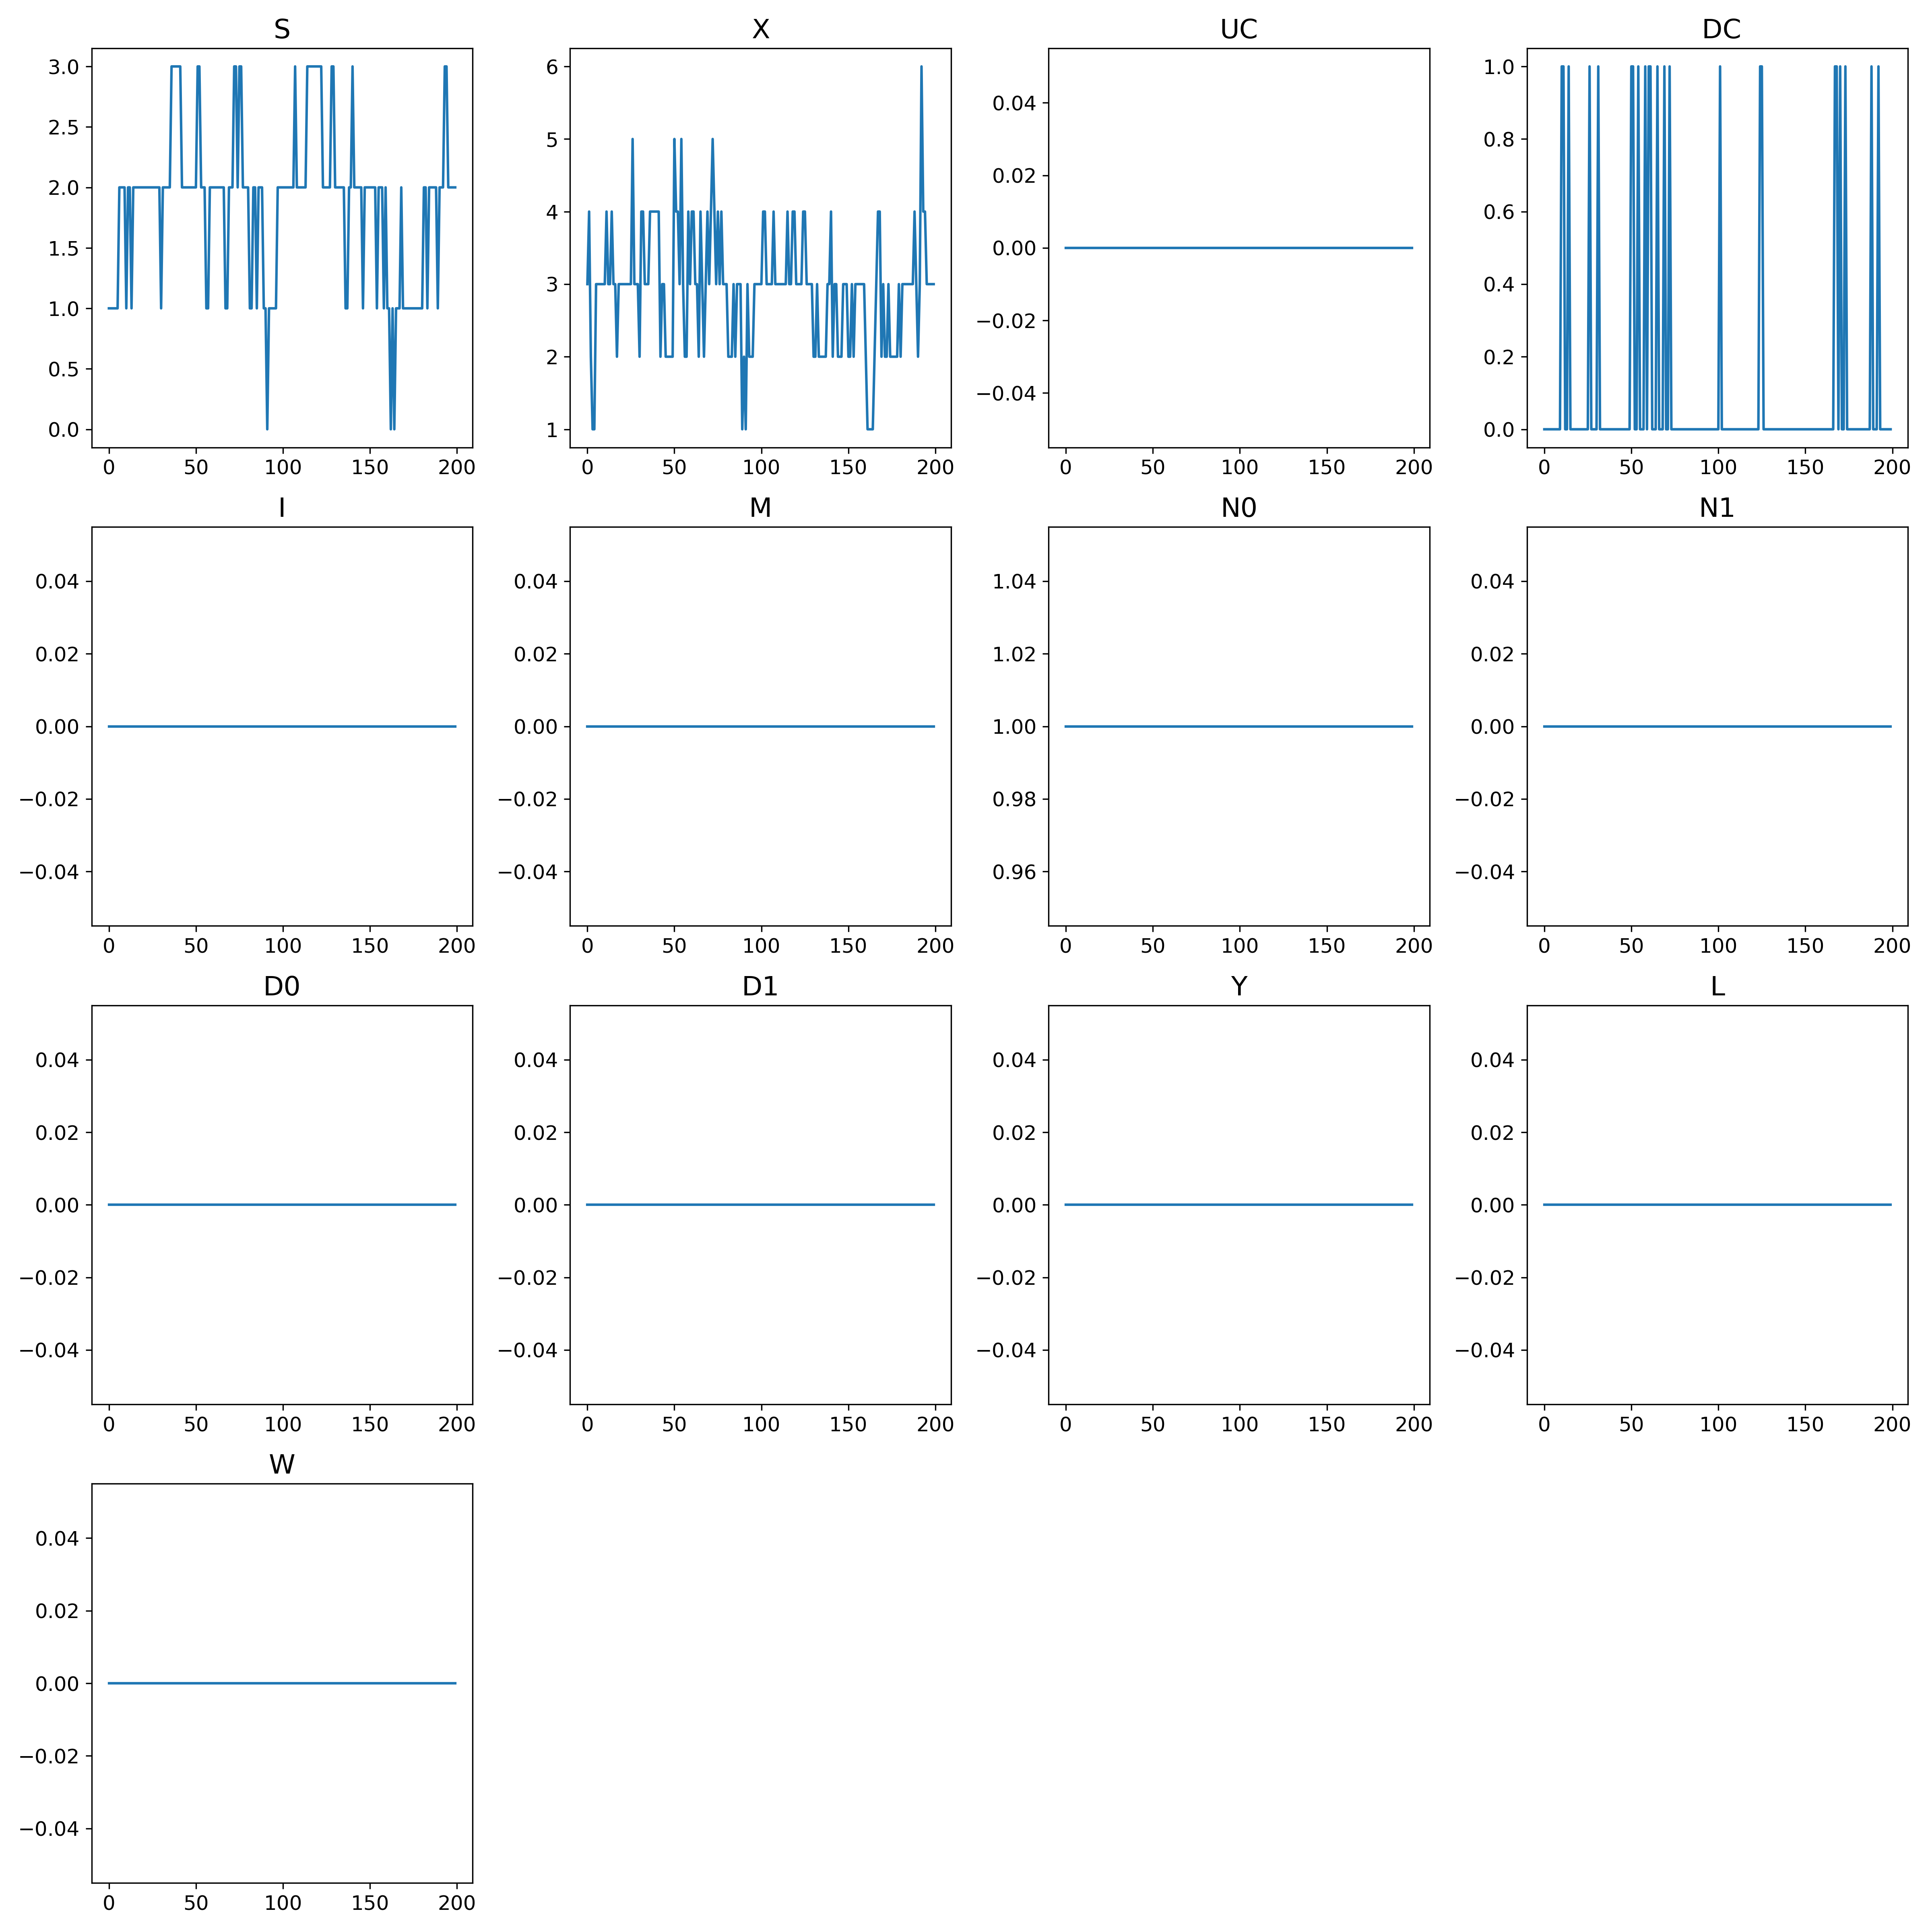 S X UC DC
3.0 2.5 2.0 1.5 1.0 0.5 0.0 6 5 4 3 2 1 0.04 0.02 0.00 −0.02 −0.04 1.0 0.8 0.6 0.4 0.2 0.0
0 50 100 150 200 0 50 100 150 200 0 50 100 150 200 0 50 100 150 200
I M N0 N1
0.04 0.02 0.00 −0.02 −0.04 0.04 0.02 0.00 −0.02 −0.04 1.04 1.02 1.00 0.98 0.96 0.04 0.02 0.00 −0.02 −0.04
0 50 100 150 200 0 50 100 150 200 0 50 100 150 200 0 50 100 150 200
D0 D1 Y L
0.04 0.02 0.00 −0.02 −0.04 0.04 0.02 0.00 −0.02 −0.04 0.04 0.02 0.00 −0.02 −0.04 0.04 0.02 0.00 −0.02 −0.04
0 50 100 150 200 0 50 100 150 200 0 50 100 150 200 0 50 100 150 200
W
0.04 0.02 0.00 −0.02 −0.04
0 50 100 150 200